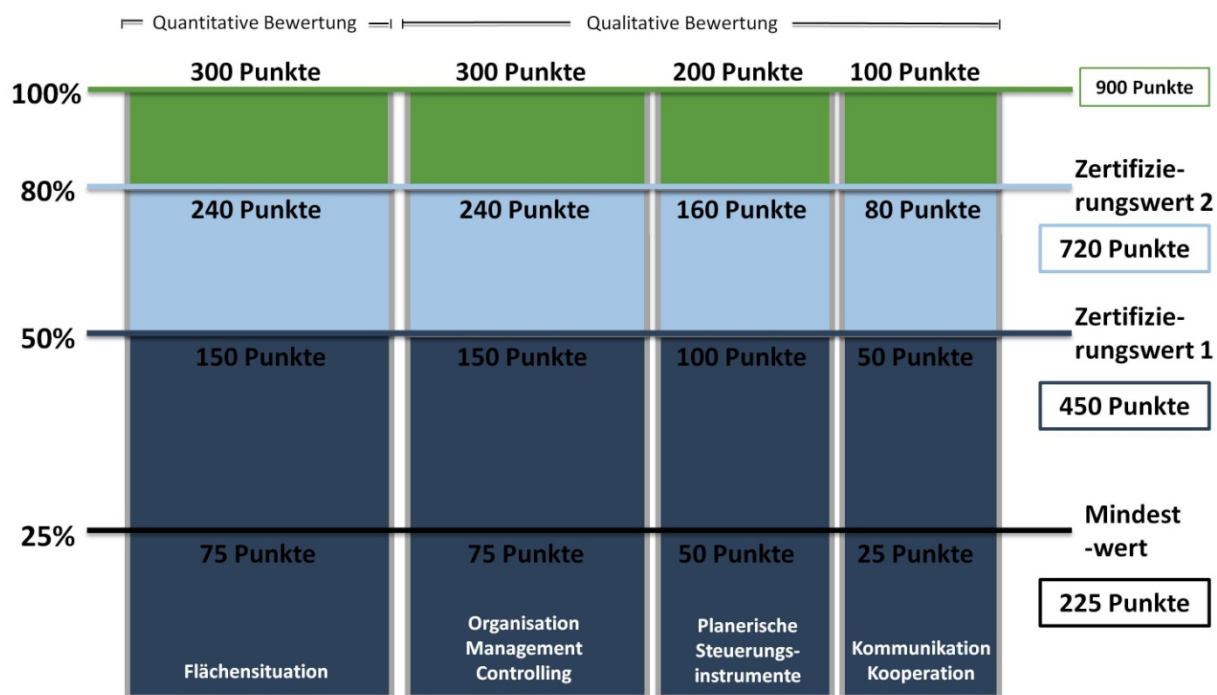 Quantitative Bewertung
Qualitative Bewertung
300 Punkte
300 Punkte
200 Punkte
100 Punkte
100%
900 Punkte
80%
240 Punkte
240 Punkte
160 Punkte
80 Punkte
Zertifizie-
rungswert 2
720 Punkte
50%
150 Punkte
150 Punkte
100 Punkte
50 Punkte
Zertifizie-
rungswert 1
450 Punkte
25%
75 Punkte
75 Punkte
50 Punkte
25 Punkte
Mindest
-wert
225 Punkte
Flächensituation
Organisation
Management
Controlling
Planerische
Steuerungs-
instrumente
Kommunikation
Kooperation